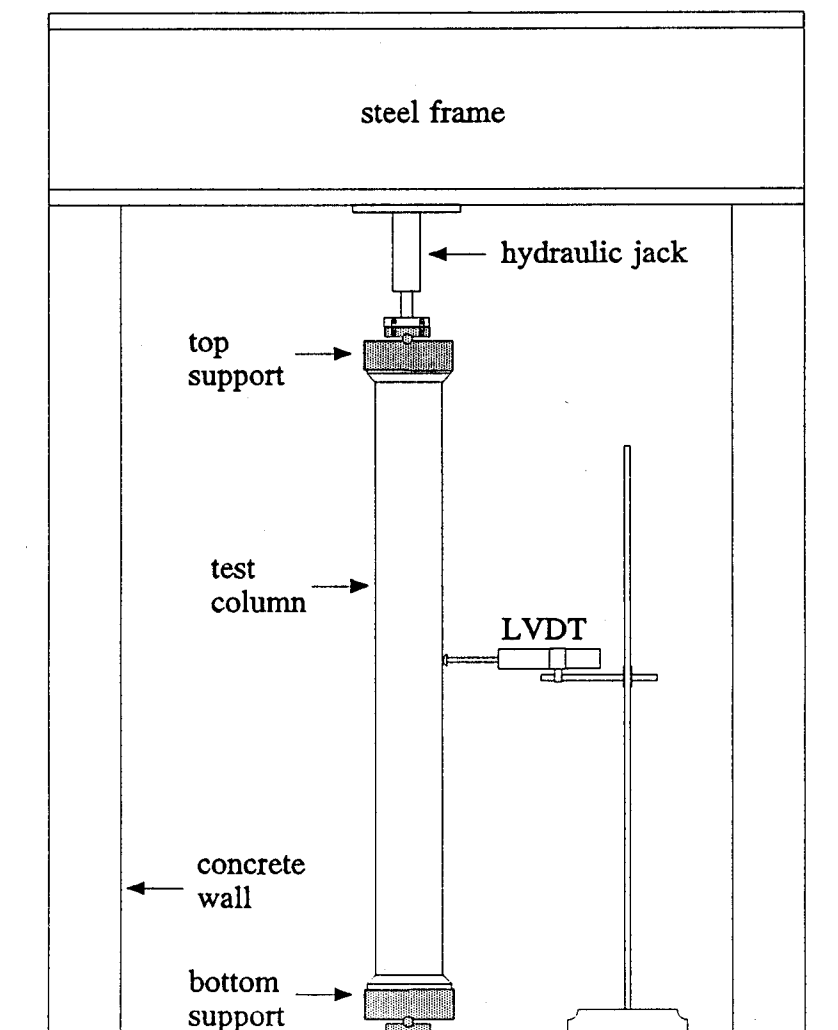 steel frame
hydraulic jack
top
support
test
column
LVDT
concrete
wall
bottom
support